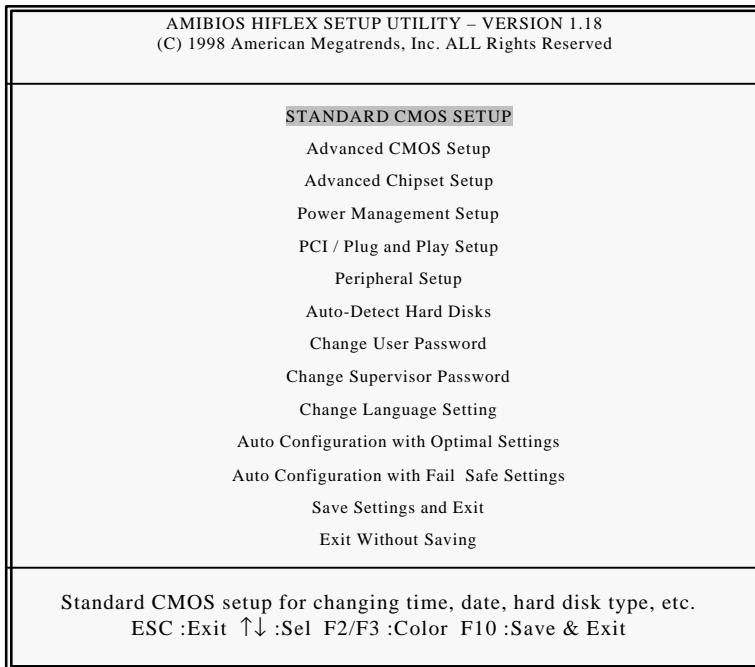 AMIBIOS HIFLEX SETUP UTILITY – VERSION 1.18
(C) 1998 American Megatrends, Inc. ALL Rights Reserved
STANDARD CMOS SETUP
Advanced CMOS Setup
Advanced Chipset Setup
Power Management Setup
PCI / Plug and Play Setup
Peripheral Setup
Auto-Detect Hard Disks
Change User Password
Change Supervisor Password
Change Language Setting
Auto Configuration with Optimal Settings
Auto Configuration with Fail Safe Settings
Save Settings and Exit
Exit Without Saving
Standard CMOS setup for changing time, date, hard disk type, etc.
ESC :Exit ↑↓ :Sel F2/F3 :Color F10 :Save & Exit